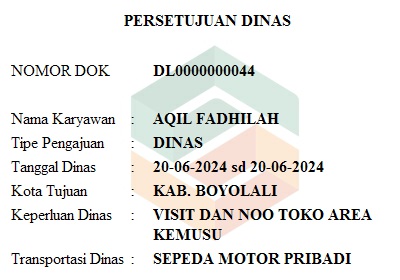 PERSETUJUAN DINAS
NOMOR DOK DL0000000044
Nama Karyawan : AQIL FADHILAH
Tipe Pengajuan : DINAS
Tanggal Dinas : 20-06-2024 sd 20-06-2024
Kota Tujuan : KAB. BOYOLALI
Keperluan Dinas : VISIT DAN NOO TOKO AREA
KEMUSU
Transportasi Dinas : SEPEDA MOTOR PRIBADI